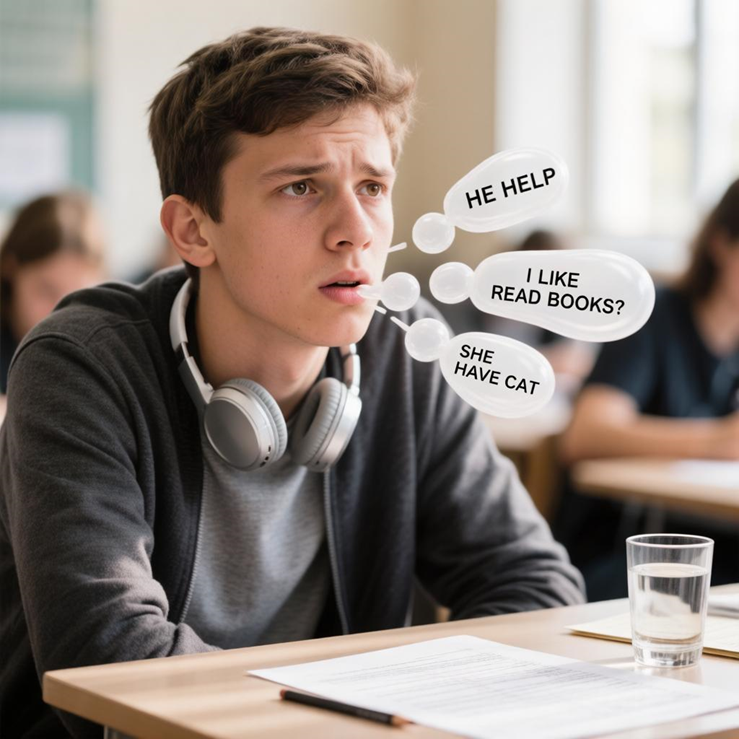 HE HELP
I LIKE
READ BOOKS?
SHE
HAVE CAT